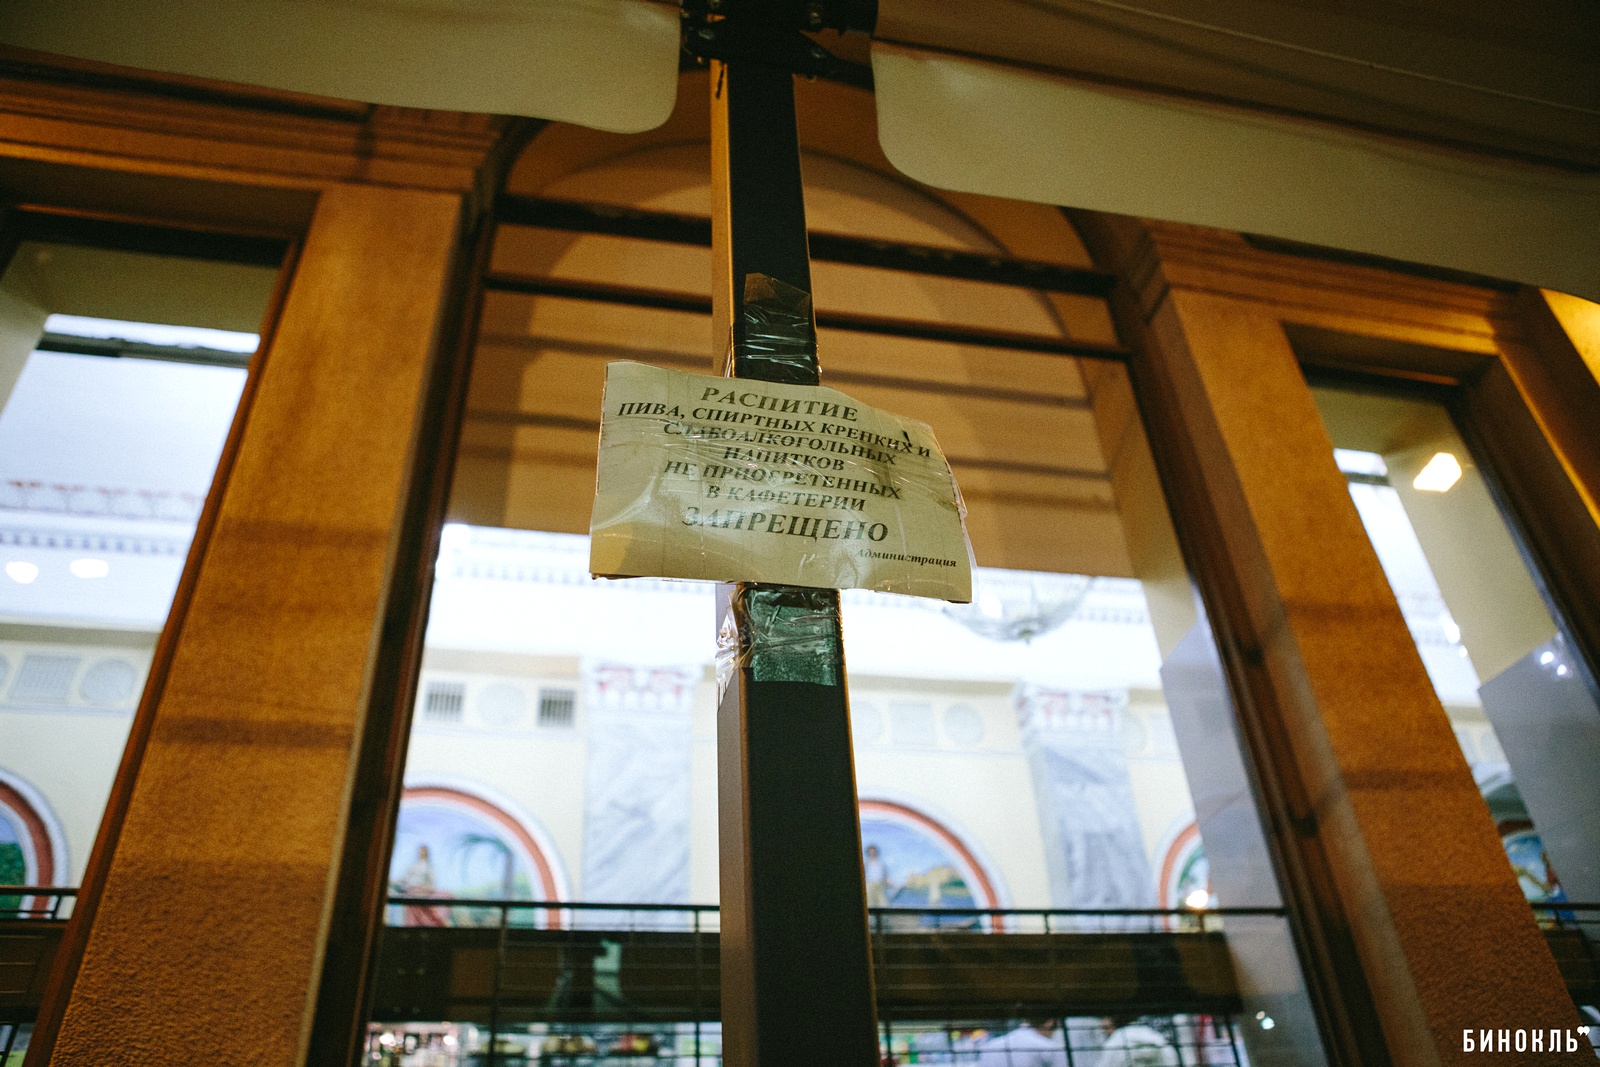 РАСПИТИЕ
ПИВА, СПИРТНЫХ КРЕПКИХ И
СЛАБОАЛКОГОЛЬНЫХ
НАПИТКОВ
НЕ ПРИОБРЕТЕННЫХ
В КАФЕТЕРИИ
ЗАПРЕЩЕНО
Администрация
БИНОКЛЬ